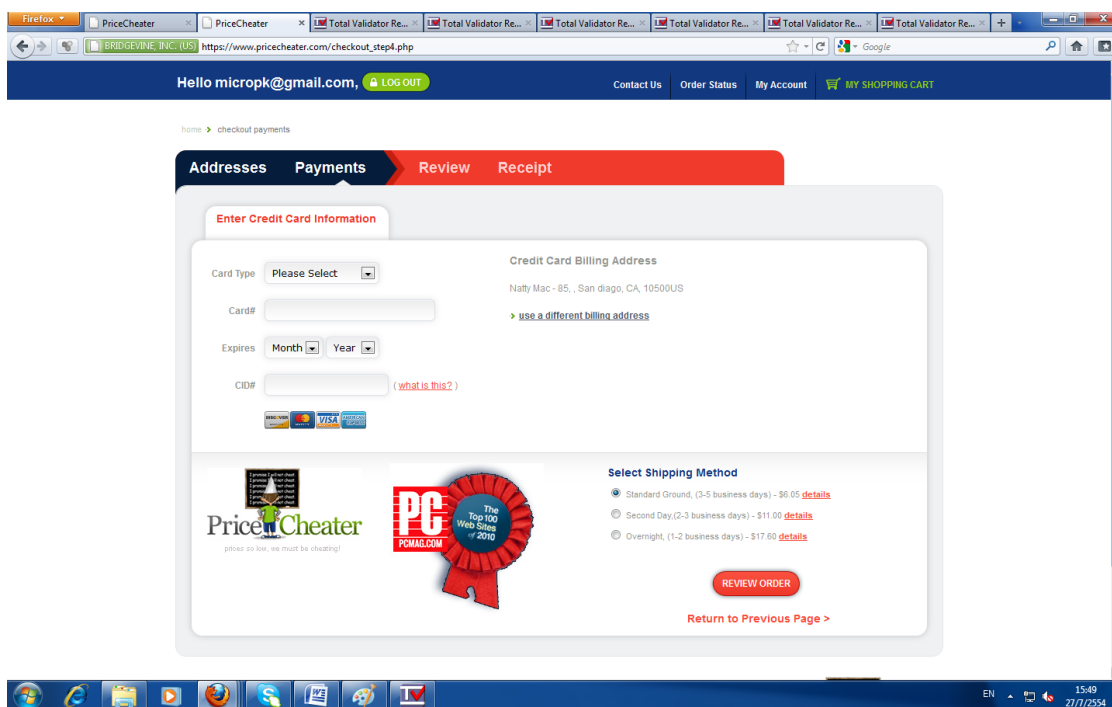 Firefox
PriceCheater
PriceCheater
Total Validator Re...
Total Validator Re...
Total Validator Re...
Total Validator Re...
Total Validator Re...
Total Validator Re...
BRIDGEVINE, INC. (US)
https://www.pricecheater.com/checkout_step4.php
Google
Hello micropk@gmail.com,
LOG OUT
Contact Us
Order Status
My Account
MY SHOPPING CART
home > checkout payments
Addresses
Payments
Review
Receipt
Enter Credit Card Information
Card Type
Please Select
Card#
Expires
Month
Year
CID#
( what is this? )
DISCOVER
VISA
Credit Card Billing Address
Natty Mac - 85, , San diago, CA, 10500US
> use a different billing address
I promise I will not cheat
PriceCheater
prices so low, we must be cheating!
PC
PCMAG.COM
The
Top 100
Web Sites
of 2010
Select Shipping Method
Standard Ground, (3-5 business days) - $6.05 details
Second Day,(2-3 business days) - $11.00 details
Overnight, (1-2 business days) - $17.60 details
REVIEW ORDER
Return to Previous Page >
EN
15:49
27/7/2554